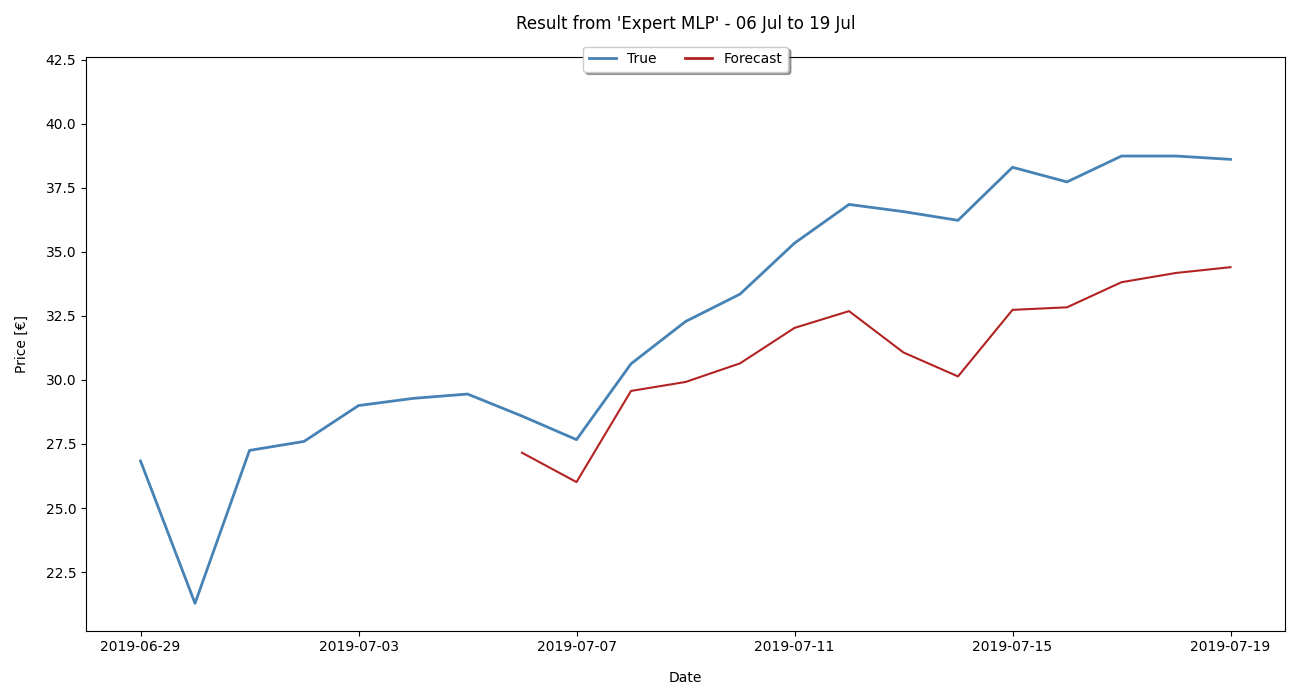 Result from 'Expert MLP' - 06 Jul to 19 Jul
True Forecast
42.5
40.0
37.5
35.0
32.5
30.0
27.5
25.0
22.5
Price [€]
2019-06-29 2019-07-03 2019-07-07 2019-07-11 2019-07-15 2019-07-19
Date